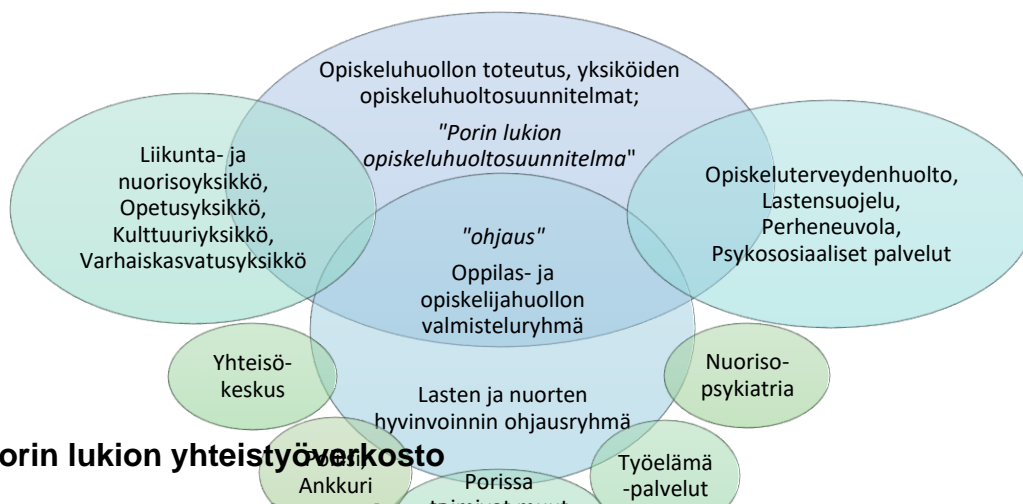 Opiskeluhuollon toteutus, yksiköiden
opiskeluhuoltosuunnitelmat;
"Porin lukion
opiskeluhuoltosuunnitelma"
Liikunta- ja
nuorisoyksikkö,
Opetusyksikkö,
Kulttuuriyksikkö,
Varhaiskasvatusyksikkö
Opiskeluterveydenhuolto,
Lastensuojelu,
Perheneuvola,
Psykososiaaliset palvelut
"ohjaus"
Oppilas- ja
opiskelijahuollon
valmisteluryhmä
Yhteisö-
keskus
Nuoriso-
psykiatria
Lasten ja nuorten
hyvinvoinnin ohjausryhmä
orin lukion yhteistyöverkosto
Ankkuri
Työelämä
-palvelut
Porissa